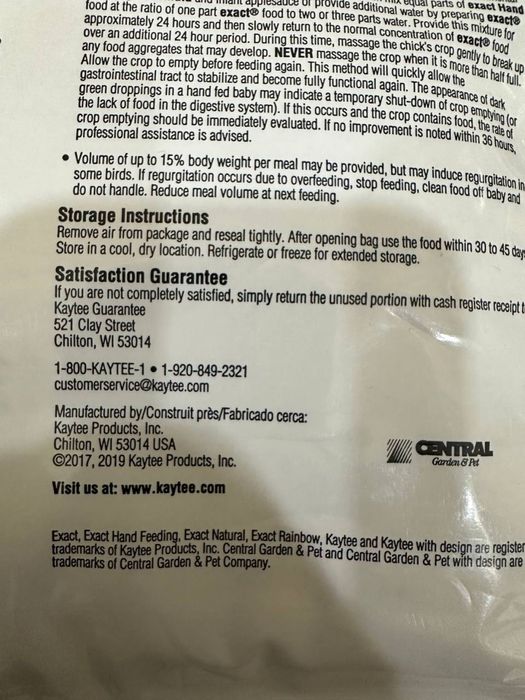 applesauce or provide additional water by preparing exact®
equal parts of exact Hand
food at the ratio of one part exact® food to two or three parts water. Provide this mixture for
approximately 24 hours and then slowly return to the normal concentration of exact® food
over an additional 24 hour period. During this time, massage the chick's crop gently to break up
any food aggregates that may develop. NEVER massage the crop when it is more than half full.
Allow the crop to empty before feeding again. This method will quickly allow the
gastrointestinal tract to stabilize and become fully functional again. The appearance of dark
green droppings in a hand fed baby may indicate a temporary shut-down of crop emptying (or
the lack of food in the digestive system). If this occurs and the crop contains food, the rate of
crop emptying should be immediately evaluated. If no improvement is noted within 36 hours,
professional assistance is advised.
• Volume of up to 15% body weight per meal may be provided, but may induce regurgitation in
some birds. If regurgitation occurs due to overfeeding, stop feeding, clean food off baby and
do not handle. Reduce meal volume at next feeding.
Storage Instructions
Remove air from package and reseal tightly. After opening bag use the food within 30 to 45 day
Store in a cool, dry location. Refrigerate or freeze for extended storage.
Satisfaction Guarantee
If you are not completely satisfied, simply return the unused portion with cash register receipt t
Kaytee Guarantee
521 Clay Street
Chilton, WI 53014
1-800-KAYTEE-1 • 1-920-849-2321
customerservice@kaytee.com
Manufactured by/Construit près/Fabricado cerca:
Kaytee Products, Inc.
Chilton, WI 53014 USA
©2017, 2019 Kaytee Products, Inc.
CENTRAL
Garden & Pet
Visit us at: www.kaytee.com
Exact, Exact Hand Feeding, Exact Natural, Exact Rainbow, Kaytee and Kaytee with design are register
trademarks of Kaytee Products, Inc. Central Garden & Pet and Central Garden & Pet with design are
trademarks of Central Garden & Pet Company.